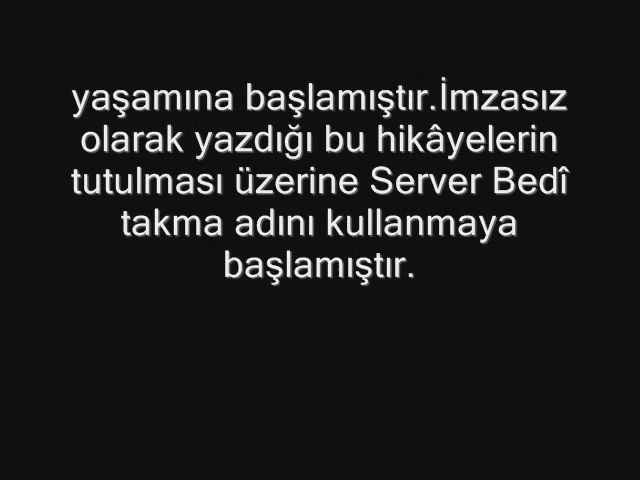 yaşamına başlamıştır.İmzasız
olarak yazdığı bu hikâyelerin
tutulması üzerine Server Bedî
takma adını kullanmaya
başlamıştır.